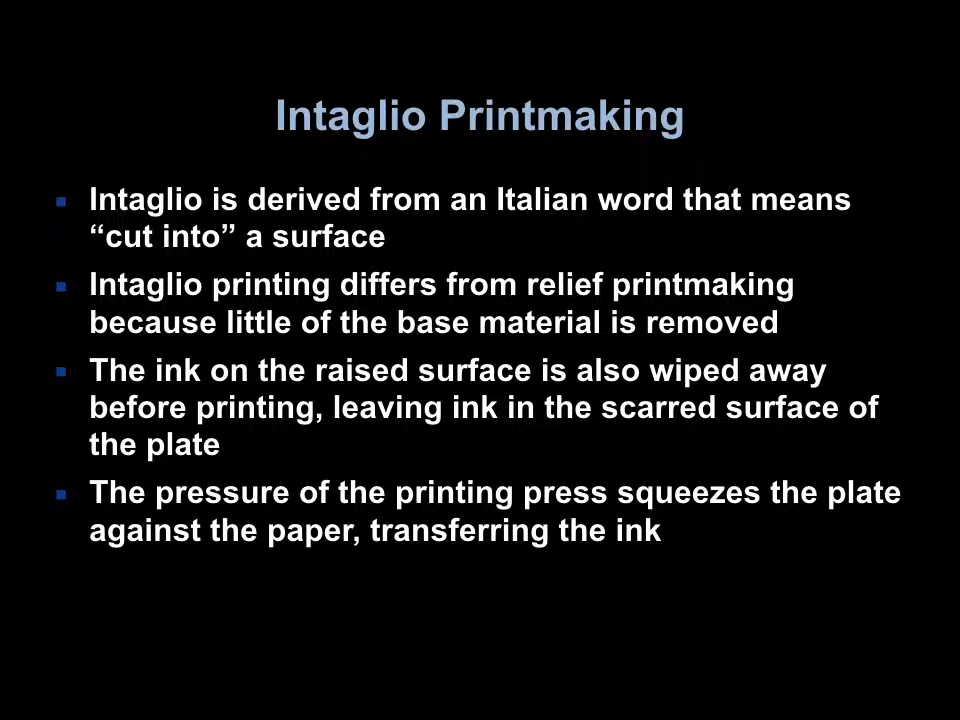 Intaglio Printmaking
Intaglio is derived from an Italian word that means
“cut into” a surface
Intaglio printing differs from relief printmaking
because little of the base material is removed
The ink on the raised surface is also wiped away
before printing, leaving ink in the scarred surface of
the plate
The pressure of the printing press squeezes the plate
against the paper, transferring the ink